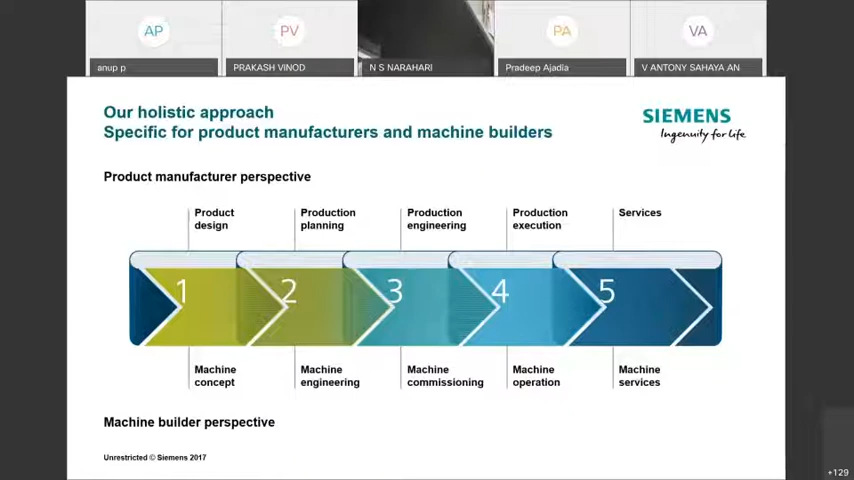 AP
PV
PA
VA
anup p
PRAKASH VINOD
N S NARAHARI
Pradeep Ajadia
V ANTONY SAHAYA AN
Our holistic approach
Specific for product manufacturers and machine builders
SIEMENS
Ingenuity for life
Product manufacturer perspective
Product
design
Production
planning
Production
engineering
Production
execution
Services
1
2
3
4
5
Machine
concept
Machine
engineering
Machine
commissioning
Machine
operation
Machine
services
Machine builder perspective
Unrestricted © Siemens 2017
+129